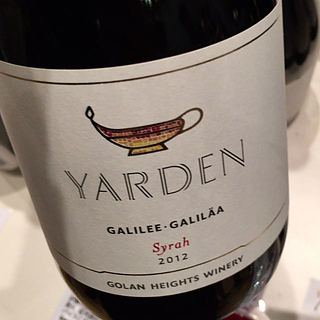 YARDEN
GALILEE·GALILÄA
Syrah
2012
GOLAN HEIGHTS WINERY